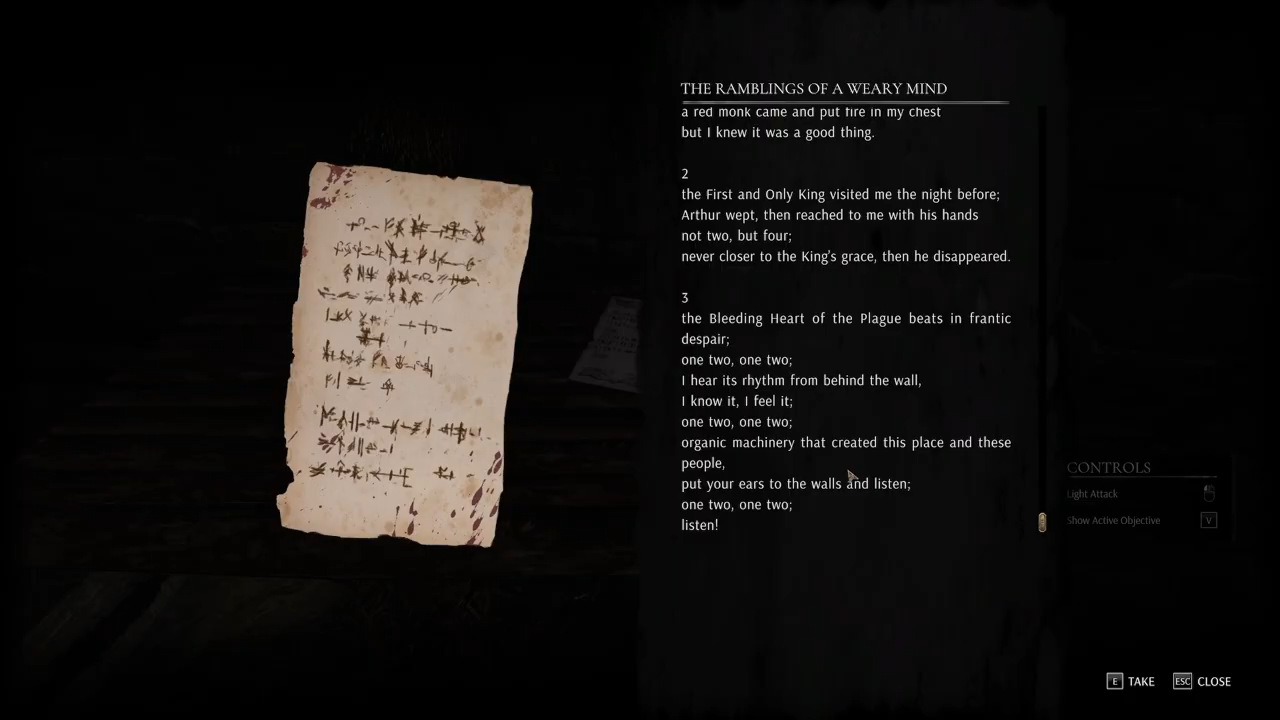 THE RAMBLINGS OF A WEARY MIND
a red monk came and put fire in my chest
but I knew it was a good thing.
2
the First and Only King visited me the night before;
Arthur wept, then reached to me with his hands
not two, but four;
never closer to the King's grace, then he disappeared.
3
the Bleeding Heart of the Plague beats in frantic
despair;
one two, one two;
I hear its rhythm from behind the wall,
I know it, I feel it;
one two, one two;
organic machinery that created this place and these
people,
put your ears to the walls and listen;
one two, one two;
listen!
CONTROLS
Light Attack
Show Active Objective V
E TAKE ESC CLOSE